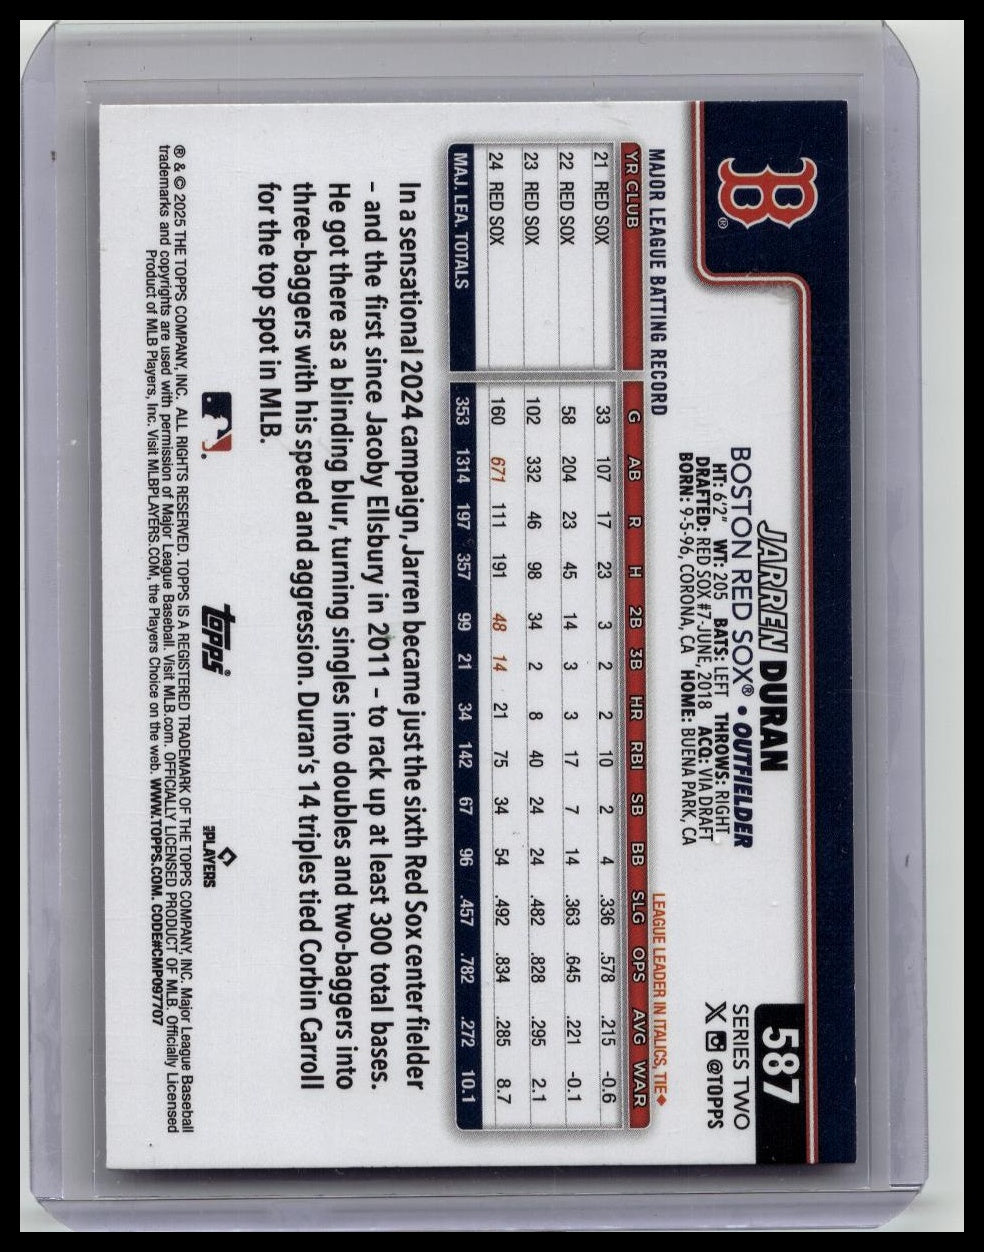 B®
587
JARREN DURAN
BOSTON RED SOX® • OUTFIELDER
SERIES TWO
HT: 6'2" WT: 205 BATS: LEFT THROWS: RIGHT
X @TOPPS
DRAFTED: RED SOX #7-JUNE, 2018 ACQ: VIA DRAFT
BORN: 9-5-96, CORONA, CA HOME: BUENA PARK, CA
MAJOR LEAGUE BATTING RECORD LEAGUE LEADER IN ITALICS, TIE◆
YR CLUB G AB R H 2B 3B HR RBI SB BB SLG OPS AVG WAR
21 RED SOX 33 107 17 23 3 2 2 10 2 4 .336 .578 .215 -0.6
22 RED SOX 58 204 23 45 14 3 3 17 7 14 .363 .645 .221 -0.1
23 RED SOX 102 332 46 98 34 2 8 40 24 24 .482 .828 .295 2.1
24 RED SOX 160 671 111 191 48 14 21 75 34 54 .492 .834 .285 8.7
MAJ. LEA. TOTALS 353 1314 197 357 99 21 34 142 67 96 .457 .782 .272 10.1
In a sensational 2024 campaign, Jarren became just the sixth Red Sox center fielder
– and the first since Jacoby Ellsbury in 2011 – to rack up at least 300 total bases.
He got there as a blinding blur, turning singles into doubles and two-baggers into
three-baggers with his speed and aggression. Duran's 14 triples tied Corbin Carroll
for the top spot in MLB.
topps®
PLAYERS
® & © 2025 THE TOPPS COMPANY, INC. ALL RIGHTS RESERVED. TOPPS IS A REGISTERED TRADEMARK OF THE TOPPS COMPANY, INC. Major League Baseball
trademarks and copyrights are used with permission of Major League Baseball. Visit MLB.com. OFFICIALLY LICENSED PRODUCT OF MLB. Officially Licensed
Product of MLB Players, Inc. Visit MLBPLAYERS.COM, the Players Choice on the web. WWW.TOPPS.COM. CODE#CMP097707